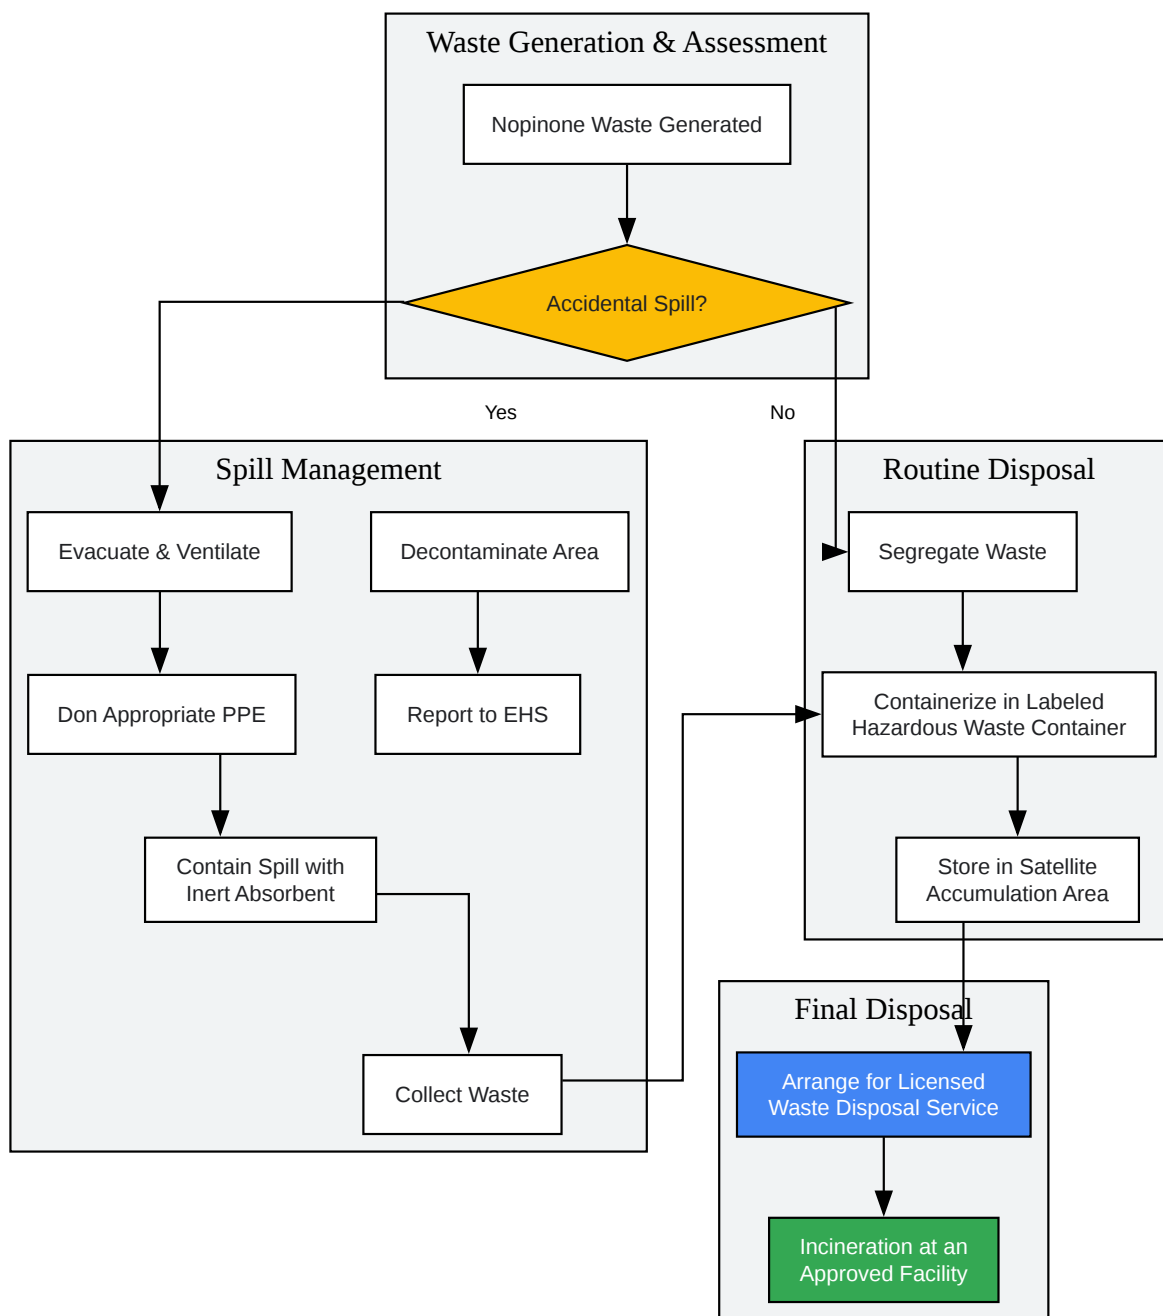 Waste Generation & Assessment
Nopinone Waste Generated
Accidental Spill?
Yes
No
Spill Management
Evacuate & Ventilate
Decontaminate Area
Don Appropriate PPE
Report to EHS
Contain Spill with
Inert Absorbent
Collect Waste
Routine Disposal
Segregate Waste
Containerize in Labeled
Hazardous Waste Container
Store in Satellite
Accumulation Area
Final Disposal
Arrange for Licensed
Waste Disposal Service
Incineration at an
Approved Facility